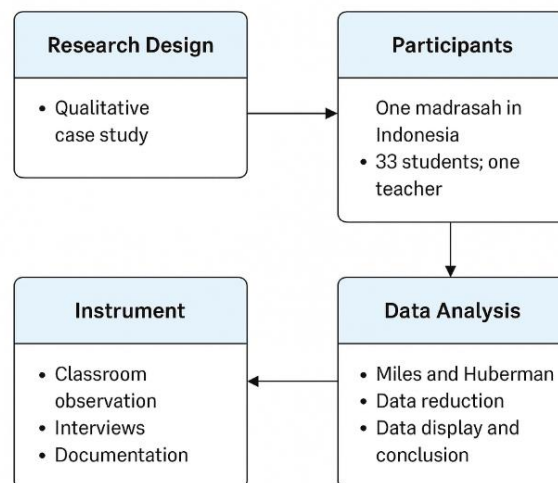 Research Design
• Qualitative
case study
Participants
One madrasah in
Indonesia
• 33 students; one
teacher
Instrument
• Classroom
observation
• Interviews
• Documentation
Data Analysis
• Miles and Huberman
• Data reduction
• Data display and
conclusion